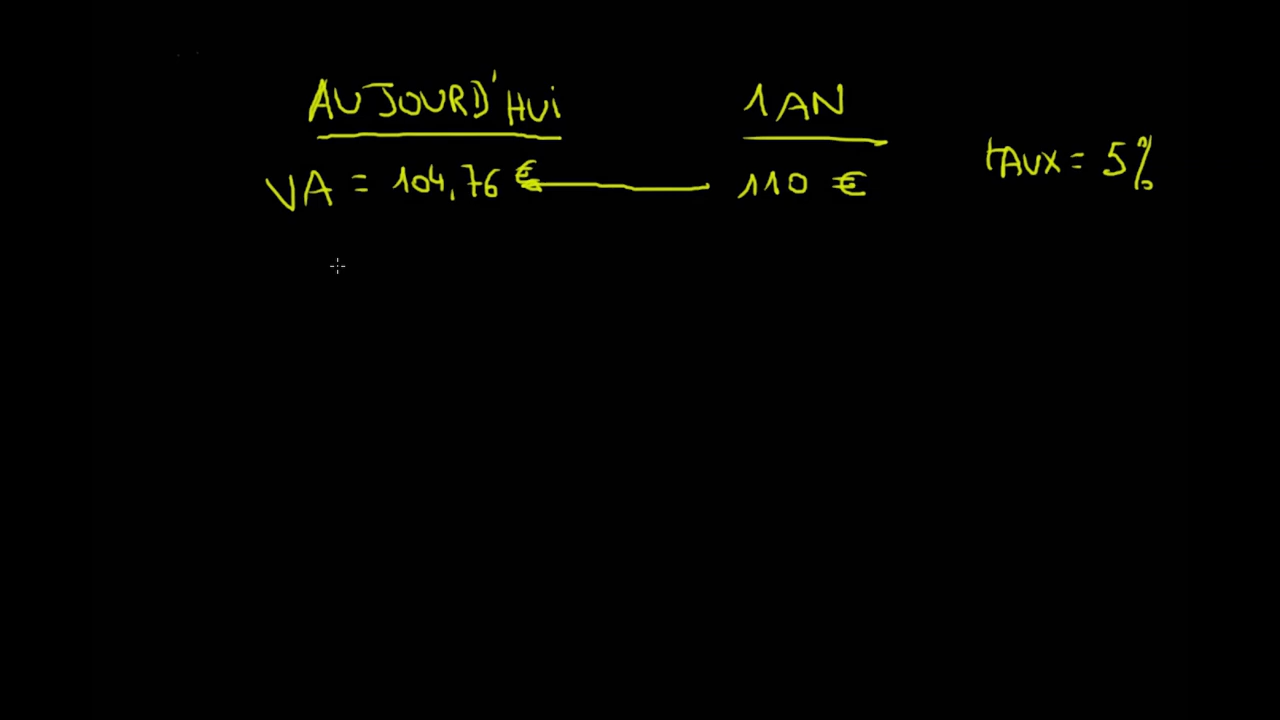 AUJOURD'HUi 1 AN
tAUX = 5%
VA = 104,76 € 110 €